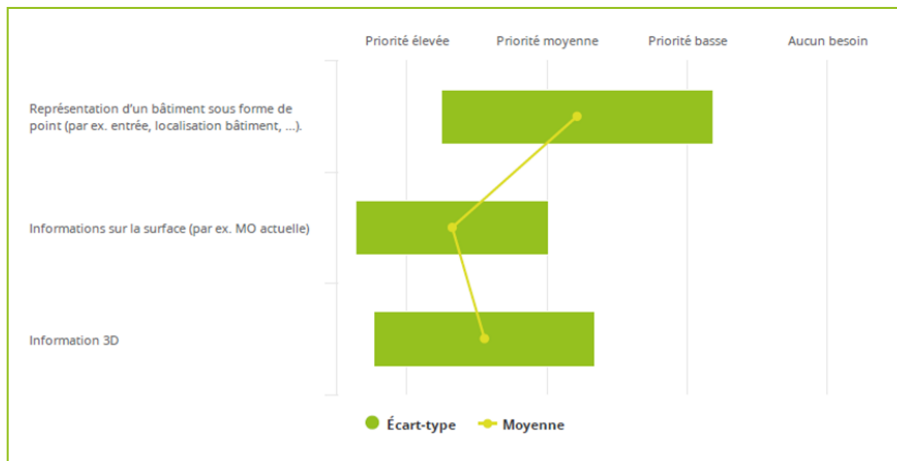 Priorité élevée Priorité moyenne Priorité basse Aucun besoin
Représentation d'un bâtiment sous forme de
point (par ex. entrée, localisation bâtiment, ...).
Informations sur la surface (par ex. MO actuelle)
Information 3D
Écart-type Moyenne